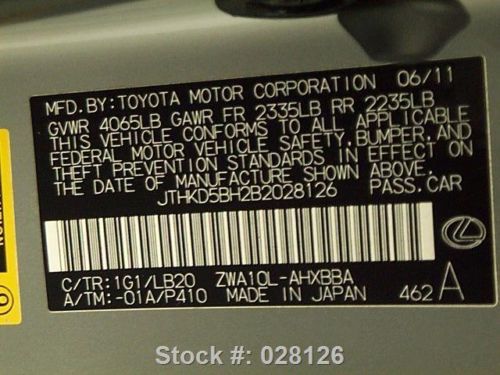 MFD. BY: TOYOTA MOTOR CORPORATION 06/11
GVWR 4065LB GAWR FR 2335LB RR 2235LB
THIS VEHICLE CONFORMS TO ALL APPLICABLE
FEDERAL MOTOR VEHICLE SAFETY, BUMPER, AND
THEFT PREVENTION STANDARDS IN EFFECT ON
THE DATE OF MANUFACTURE SHOWN ABOVE.
JTHKD5BH2B2028126 PASS. CAR
C/TR: 1G1/LB20 ZWA10L-AHXBBA
A/TM: -01A/P410 MADE IN JAPAN 462 A
Stock #: 028126